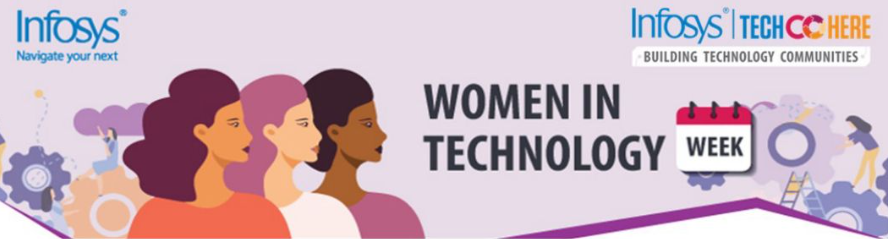 Infosys®
Navigate your next
Infosys® | TECHCOHERE
BUILDING TECHNOLOGY COMMUNITIES
WOMEN IN
TECHNOLOGY
WEEK